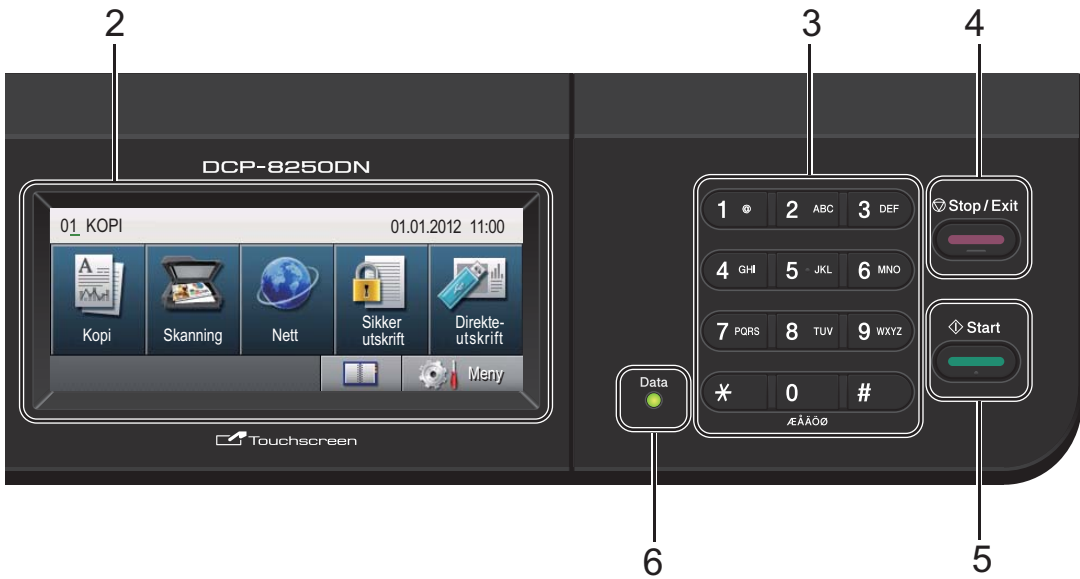 2
3
4
DCP-8250DN
01 KOPI 01.01.2012 11:00
Kopi
Skanning
Nett
Sikker
utskrift
Direkte-
utskrift
Meny
Touchscreen
Data
1 @ 2 ABC 3 DEF
4 GHI 5 JKL 6 MNO
7 PQRS 8 TUV 9 WXYZ
* 0 #
ÆÅÄÖØ
Stop / Exit
Start
6
5